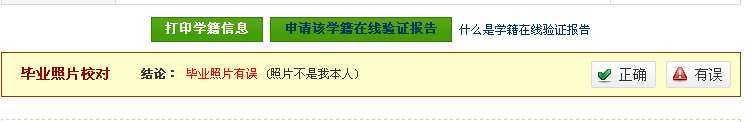 打印学籍信息 申请该学籍在线验证报告 什么是学籍在线验证报告
毕业照片校对 结论： 毕业照片有误 (照片不是我本人) 正确 有误